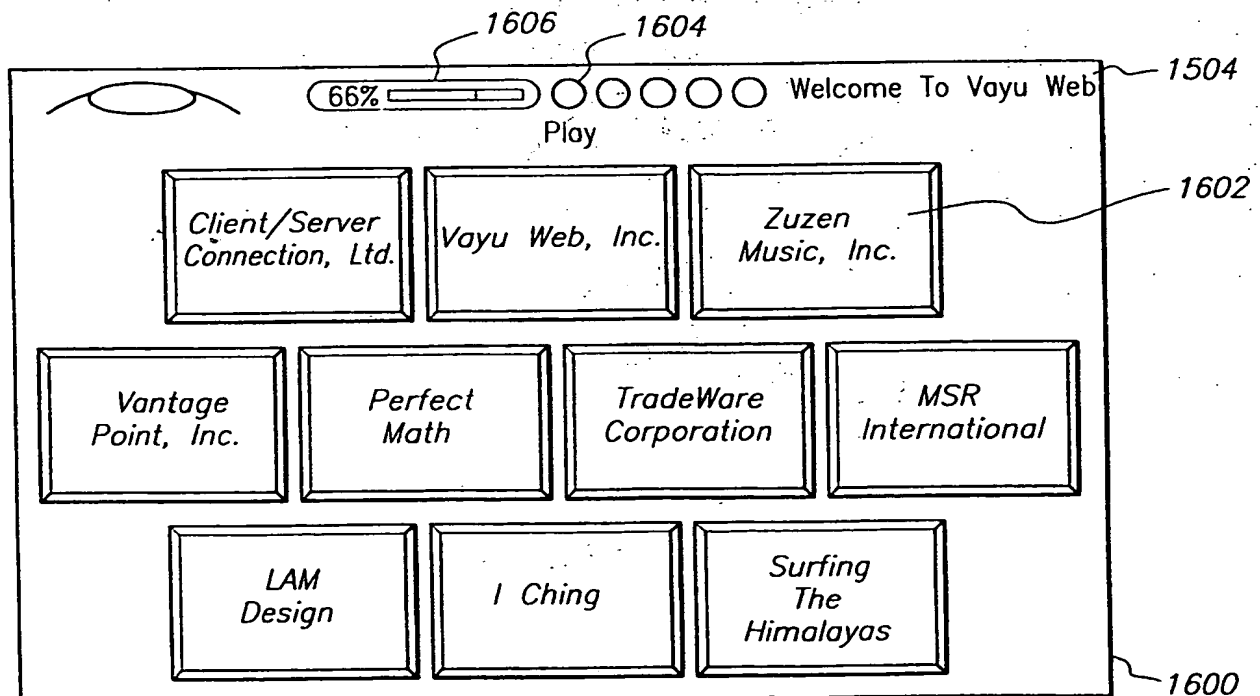 1606
1604
66%
Welcome To Vayu Web
1504
Play
1602
Client/Server
Connection, Ltd.
Vayu Web, Inc.
Zuzen
Music, Inc.
Vantage
Point, Inc.
Perfect
Math
TradeWare
Corporation
MSR
International
LAM
Design
I Ching
Surfing
The
Himalayas
1600